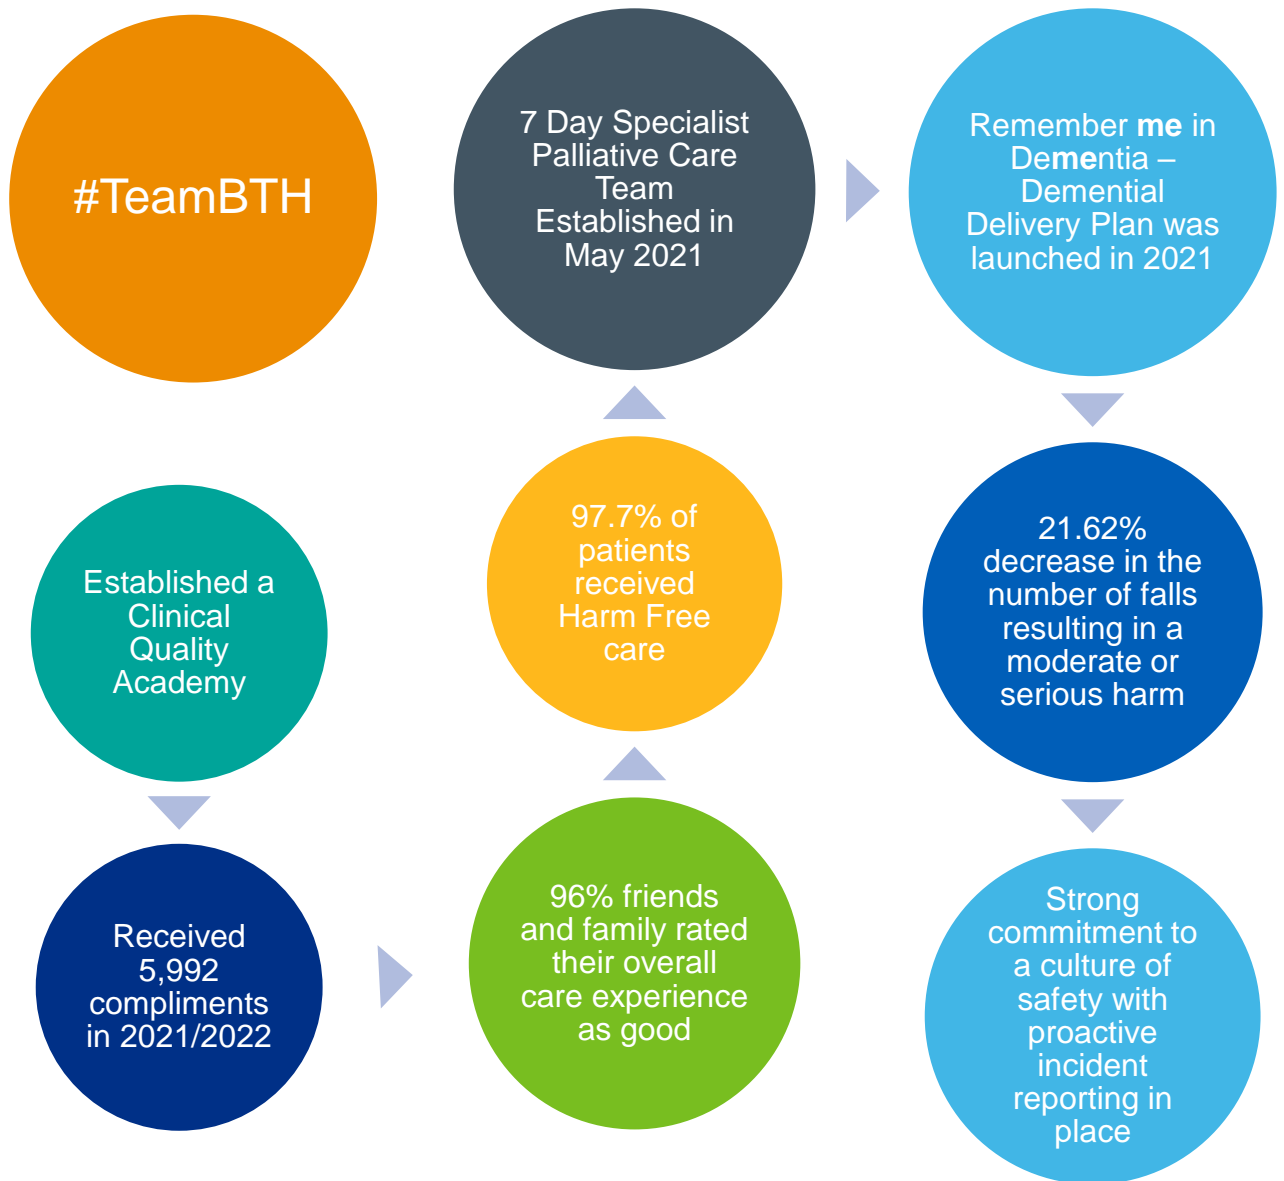 #TeamBTH
Established a
Clinical
Quality
Academy
Received
5,992
compliments
in 2021/2022
96% friends
and family rated
their overall
care experience
as good
97.7% of
patients
received
Harm Free
care
7 Day Specialist
Palliative Care
Team
Established in
May 2021
Remember me in
Dementia –
Demential
Delivery Plan was
launched in 2021
21.62%
decrease in the
number of falls
resulting in a
moderate or
serious harm
Strong
commitment to
a culture of
safety with
proactive
incident
reporting in
place